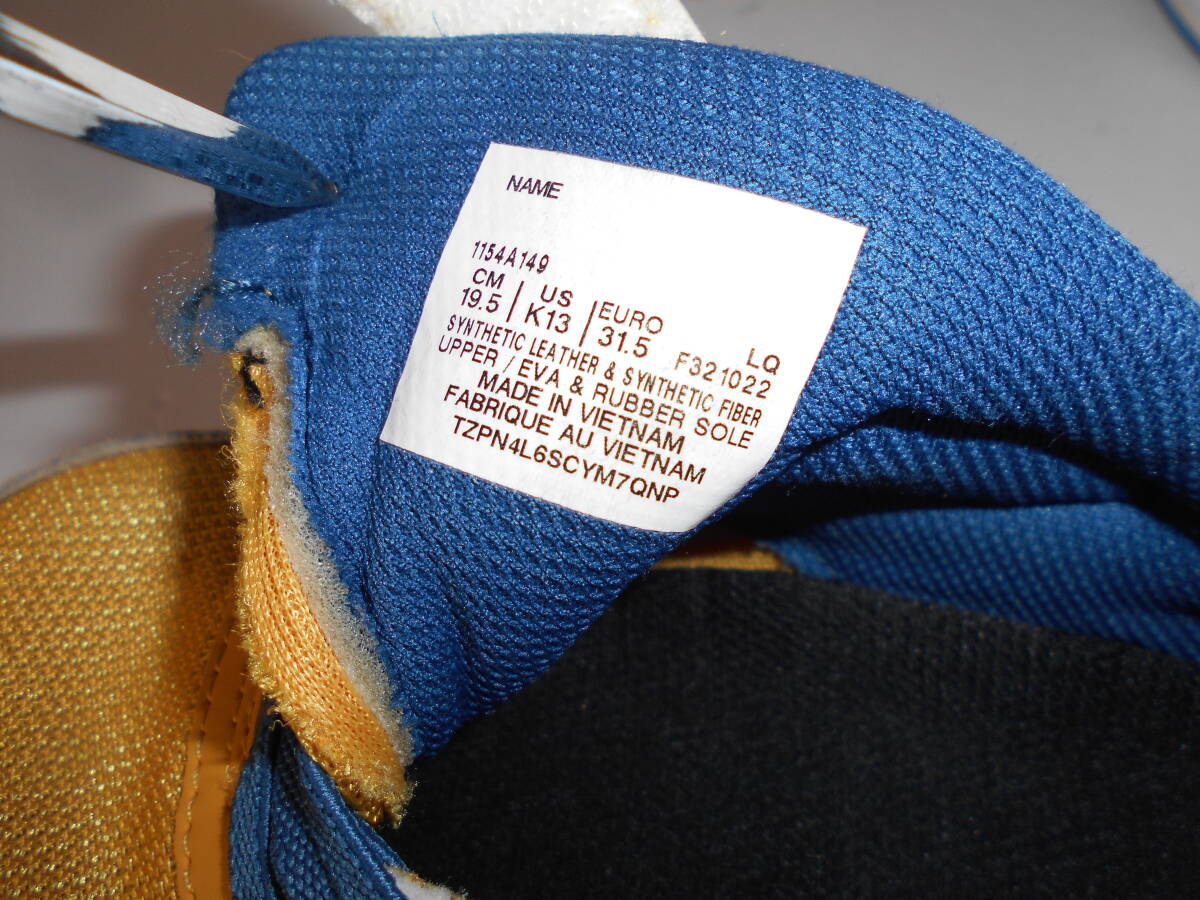 NAME
1154A149
CM US EURO LQ
19.5 K13 31.5 F321022
SYNTHETIC LEATHER & SYNTHETIC FIBER
UPPER / EVA & RUBBER SOLE
MADE IN VIETNAM
FABRIQUE AU VIETNAM
TZPN4L6SCYM7QNP